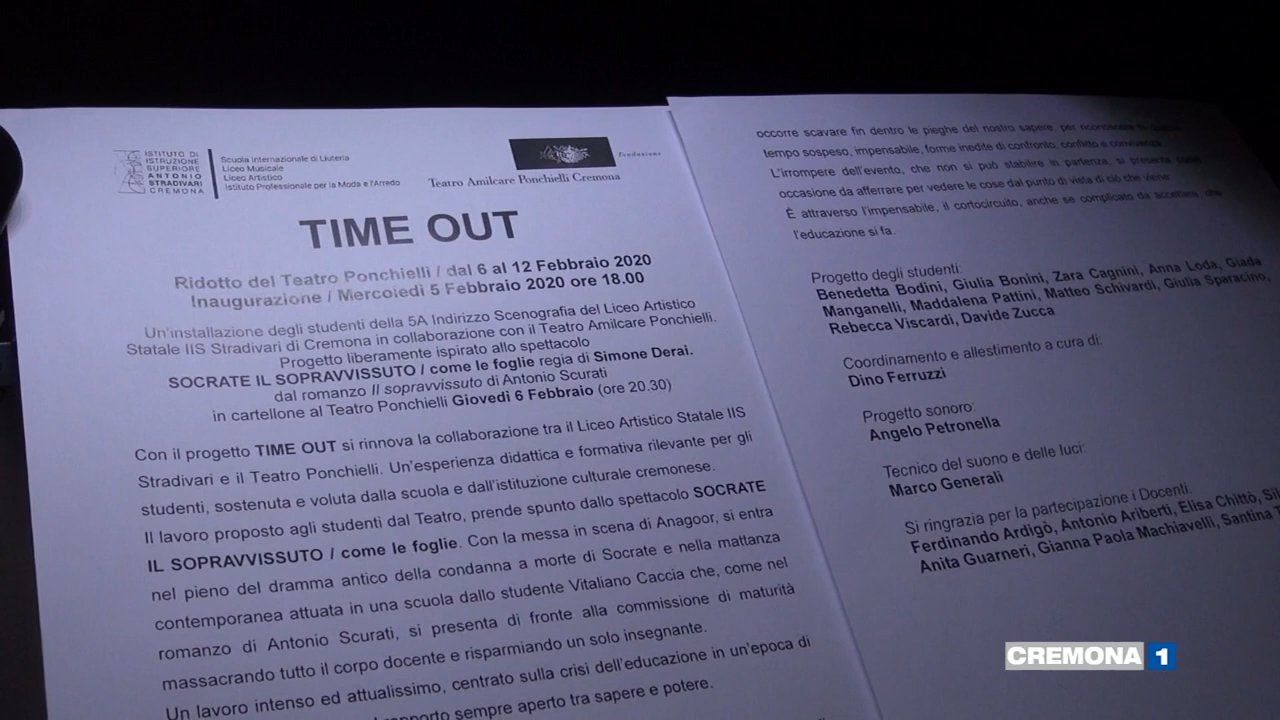 ISTITUTO DI
ISTRUZIONE
SUPERIORE
ANTONIO
STRADIVARI
CREMONA
Scuola Internazionale di Liuteria
Liceo Musicale
Liceo Artistico
Istituto Professionale per la Moda e l'Arredo
Fondazione
Teatro Amilcare Ponchielli Cremona
TIME OUT
Ridotto del Teatro Ponchielli / dal 6 al 12 Febbraio 2020
Inaugurazione / Mercoledì 5 Febbraio 2020 ore 18.00
Un'installazione degli studenti della 5A Indirizzo Scenografia del Liceo Artistico
Statale IIS Stradivari di Cremona in collaborazione con il Teatro Amilcare Ponchielli.
Progetto liberamente ispirato allo spettacolo
SOCRATE IL SOPRAVVISSUTO / come le foglie regia di Simone Derai.
dal romanzo Il sopravvissuto di Antonio Scurati
in cartellone al Teatro Ponchielli Giovedì 6 Febbraio (ore 20.30)
Con il progetto TIME OUT si rinnova la collaborazione tra il Liceo Artistico Statale IIS
Stradivari e il Teatro Ponchielli. Un'esperienza didattica e formativa rilevante per gli
studenti, sostenuta e voluta dalla scuola e dall'istituzione culturale cremonese.
Il lavoro proposto agli studenti dal Teatro, prende spunto dallo spettacolo SOCRATE
IL SOPRAVVISSUTO / come le foglie. Con la messa in scena di Anagoor, si entra
nel pieno del dramma antico della condanna a morte di Socrate e nella mattanza
contemporanea attuata in una scuola dallo studente Vitaliano Caccia che, come nel
romanzo di Antonio Scurati, si presenta di fronte alla commissione di maturità
massacrando tutto il corpo docente e risparmiando un solo insegnante.
Un lavoro intenso ed attualissimo, centrato sulla crisi dell'educazione in un'epoca di
rapporto sempre aperto tra sapere e potere.
occorre scavare fin dentro le pieghe del nostro sapere, per riconoscere in
tempo sospeso, impensabile, forme inedite di confronto, conflitto e convivenza.
L'irrompere dell'evento, che non si può stabilire in partenza, si presenta come
occasione da afferrare per vedere le cose dal punto di vista di ciò che viene.
È attraverso l'impensabile, il cortocircuito, anche se complicato da accettare, che
l'educazione si fa.
Progetto degli studenti:
Benedetta Bodini, Giulia Bonini, Zara Cagnini, Anna Loda, Giada
Manganelli, Maddalena Pattini, Matteo Schivardi, Giulia Sparacino,
Rebecca Viscardi, Davide Zucca
Coordinamento e allestimento a cura di:
Dino Ferruzzi
Progetto sonoro:
Angelo Petronella
Tecnico del suono e delle luci:
Marco Generali
Si ringrazia per la partecipazione i Docenti.
Ferdinando Ardigò, Antonio Ariberti, Elisa Chittò,
Anita Guarneri, Gianna Paola Machiavelli, Santina
CREMONA 1